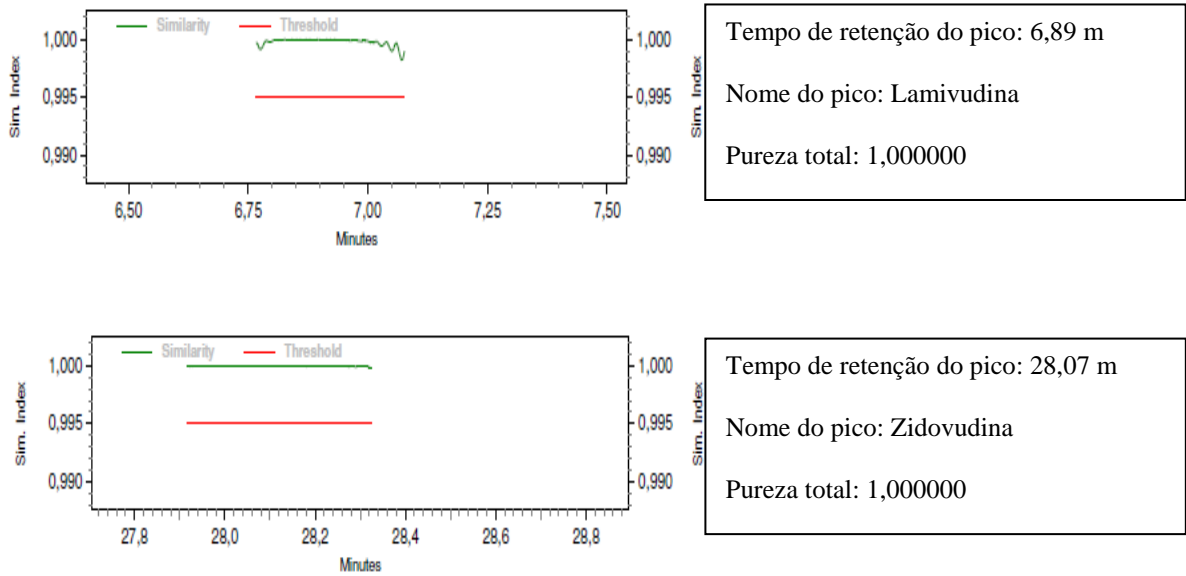 Similarity Threshold
1,000 1,000
0,995 0,995
0,990 0,990
Sim. Index Sim. Index
6,50 6,75 7,00 7,25 7,50
Minutes
Tempo de retenção do pico: 6,89 m
Nome do pico: Lamivudina
Pureza total: 1,000000
Similarity Threshold
1,000 1,000
0,995 0,995
0,990 0,990
Sim. Index Sim. Index
27,8 28,0 28,2 28,4 28,6 28,8
Minutes
Tempo de retenção do pico: 28,07 m
Nome do pico: Zidovudina
Pureza total: 1,000000